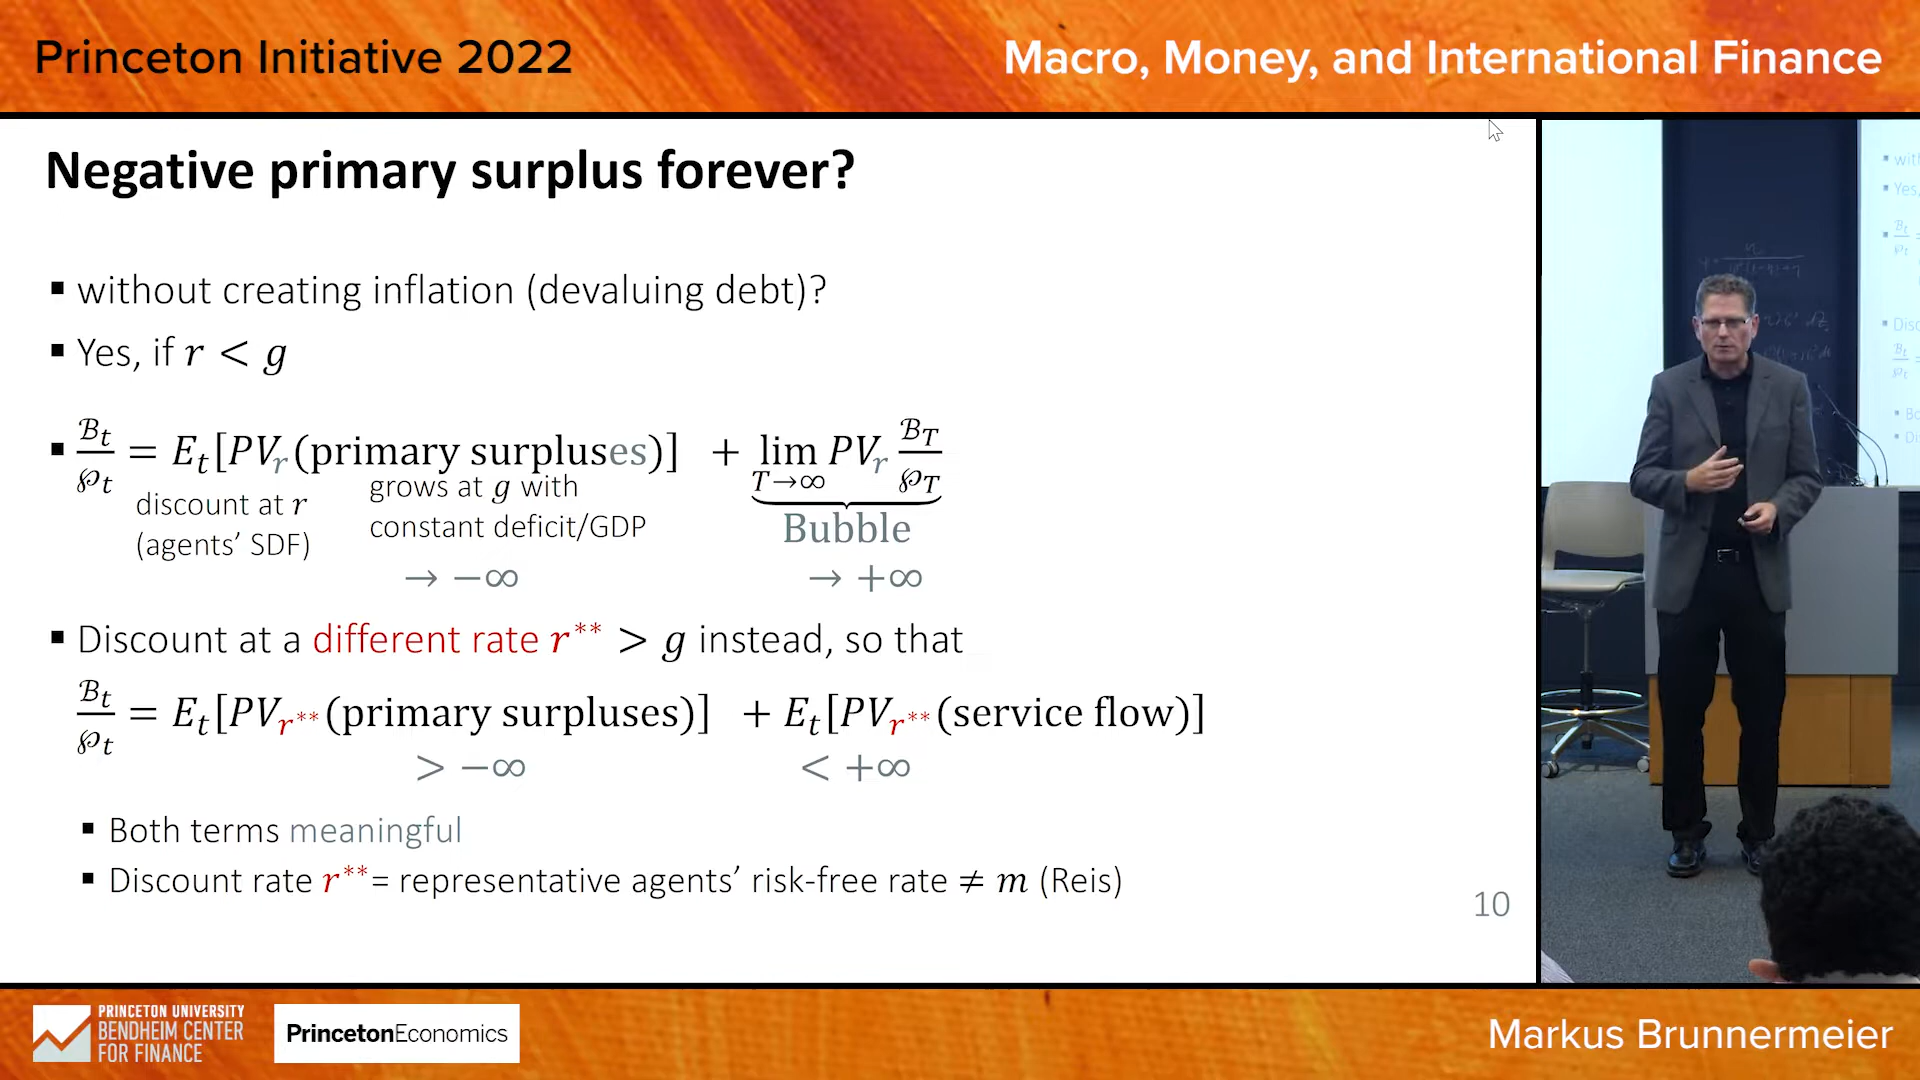 Princeton Initiative 2022
Macro, Money, and International Finance
Negative primary surplus forever?
▪ without creating inflation (devaluing debt)?
▪ Yes, if r < g
▪ ℬt/℘t = Et[PVr(primary surpluses)] + lim T→∞ PVr ℬT/℘T
discount at r
(agents' SDF)
grows at g with
constant deficit/GDP
Bubble
→ −∞
→ +∞
▪ Discount at a different rate r** > g instead, so that
ℬt/℘t = Et[PVr**(primary surpluses)] + Et[PVr**(service flow)]
> −∞
< +∞
▪ Both terms meaningful
▪ Discount rate r**= representative agents' risk-free rate ≠ m (Reis)
10
PRINCETON UNIVERSITY
BENDHEIM CENTER
FOR FINANCE
PrincetonEconomics
Markus Brunnermeier